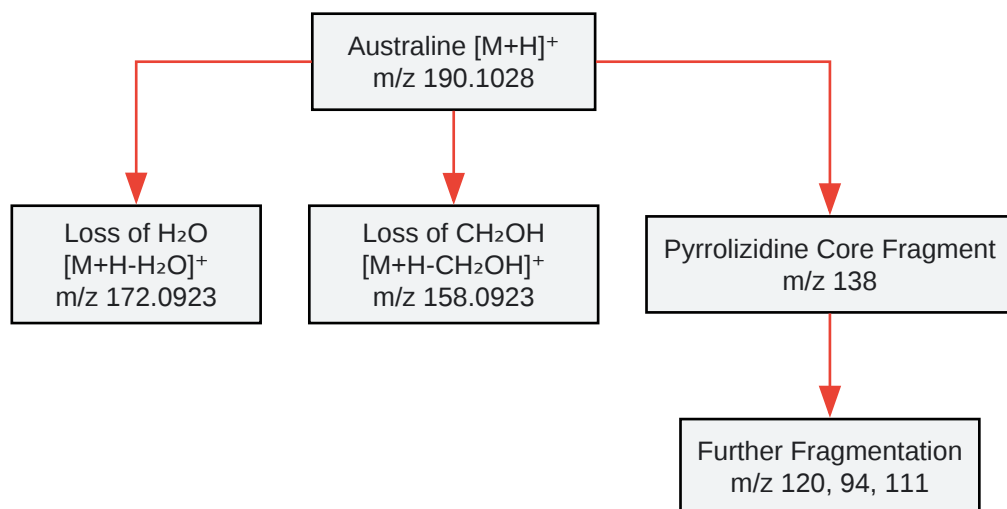 Australine [M+H]⁺
m/z 190.1028
Loss of H₂O
[M+H-H₂O]⁺
m/z 172.0923
Loss of CH₂OH
[M+H-CH₂OH]⁺
m/z 158.0923
Pyrrolizidine Core Fragment
m/z 138
Further Fragmentation
m/z 120, 94, 111